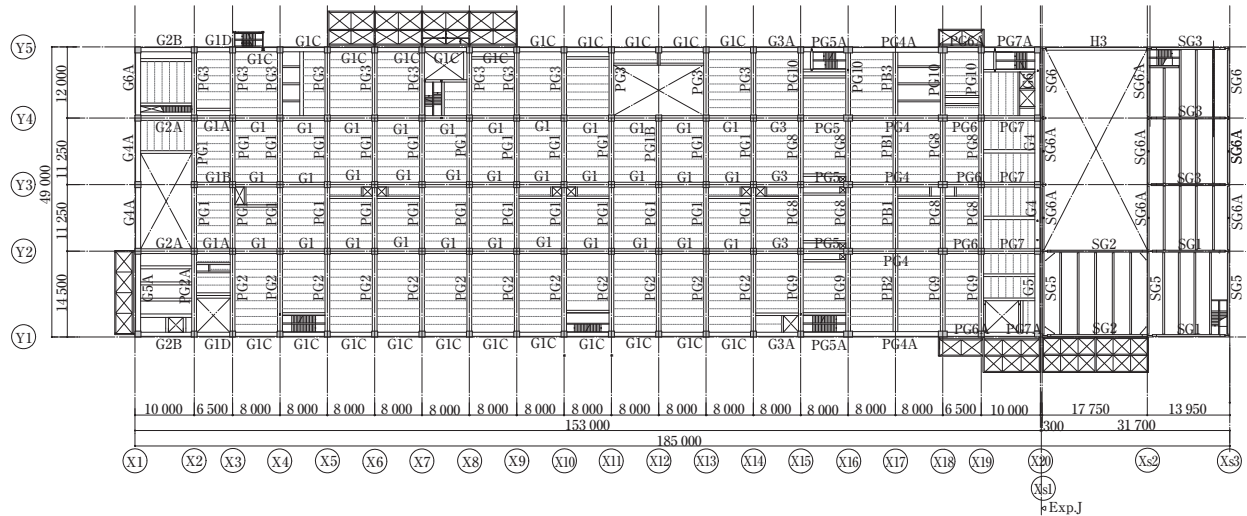 Y5 G2B G1D G1C G1C G1C G1C G1C G1C G1C G1C G1C G1C G3A PG5A PG4A PG6A PG7A H3 SG3
G6A PG3 PG3 PG3 PG3 PG3 PG3 PG3 PG3 PG3 PG3 PG3 PG10 PG10 PB3 PG10 PG10 G6 SG6 SG6A SG6
12 000
SG3
Y4 G2A G1A G1 G1 G1 G1 G1 G1 G1 G1 G1 G1 G1 G3 PG5 PG4 PG6 PG7
G4A PG1 PG1 PG1 PG1 PG1 PG1 PG1 PG1 PG1 PG1B PG1 PG8 PG8 PB1 PG8 PG8 G4 SG6A SG6A SG6A
11 250
49 000
Y3 G1B G1 G1 G1 G1 G1 G1 G1 G1 G1 G1 G1 G3 PG5 PG4 PG6 PG7 SG3
G4A PG1 PG1 PG1 PG1 PG1 PG1 PG1 PG1 PG1 PG1 PG8 PG8 PB1 PG8 PG8 G4 SG6A SG6A SG6A
11 250
Y2 G2A G1A G1 G1 G1 G1 G1 G1 G1 G1 G1 G1 G1 G3 PG5 PG4 PG6 PG7 SG2 SG1
G5A PG2A PG2 PG2 PG2 PG2 PG2 PG2 PG2 PG2 PG2 PG2 PG9 PG9 PB2 PG9 PG9 G5 SG5 SG5 SG5
14 500
Y1 G2B G1D G1C G1C G1C G1C G1C G1C G1C G1C G1C G1C G1C G3A PG5A PG4A PG6A PG7A SG2 SG1
10 000 6 500 8 000 8 000 8 000 8 000 8 000 8 000 8 000 8 000 8 000 8 000 8 000 8 000 8 000 8 000 8 000 6 500 10 000 17 750 13 950
153 000 300 31 700
185 000
X1 X2 X3 X4 X5 X6 X7 X8 X9 X10 X11 X12 X13 X14 X15 X16 X17 X18 X19 X20 Xs2 Xs3
Xs1
Exp.J